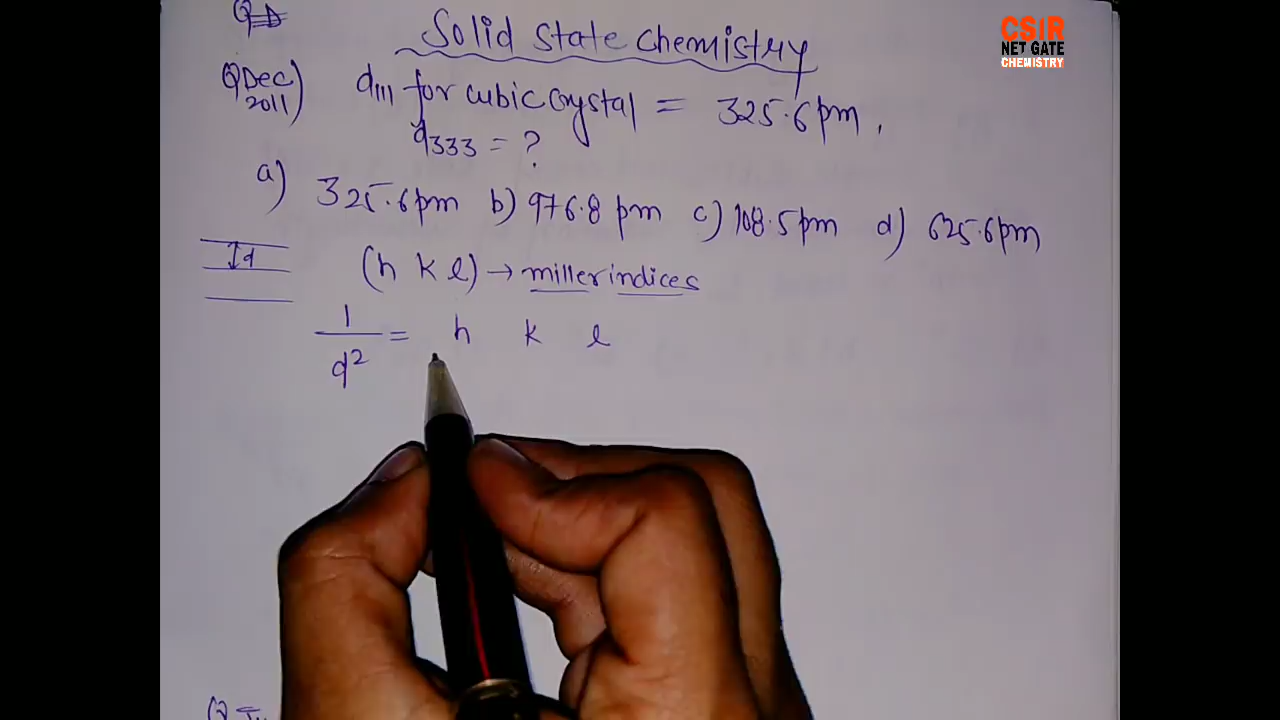 Solid State Chemistry
CSIR
NET GATE
CHEMISTRY
Q Dec 2011) d111 for cubic crystal = 325.6 pm,
d333 = ?
a) 325.6 pm b) 976.8 pm c) 108.5 pm d) 625.6 pm
d (h k l) → miller indices
1/d² = h k l